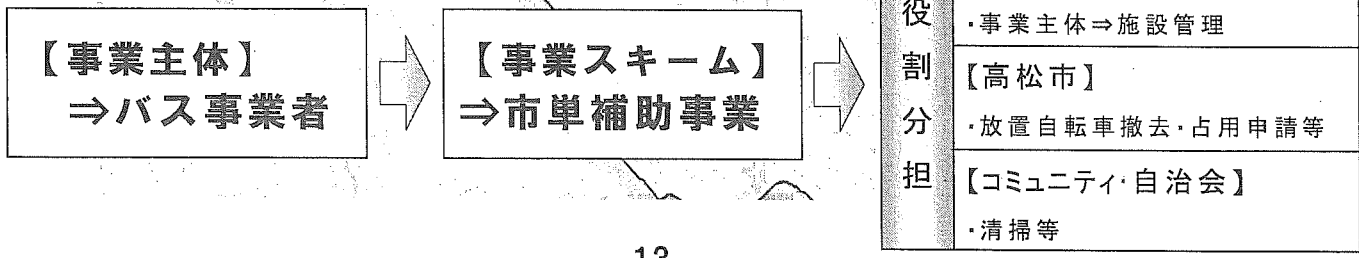 【事業主体】
⇒バス事業者
【事業スキーム】
⇒市単補助事業
役割分担
・事業主体⇒施設管理
【高松市】
・放置自転車撤去・占用申請等
【コミュニティ・自治会】
・清掃等